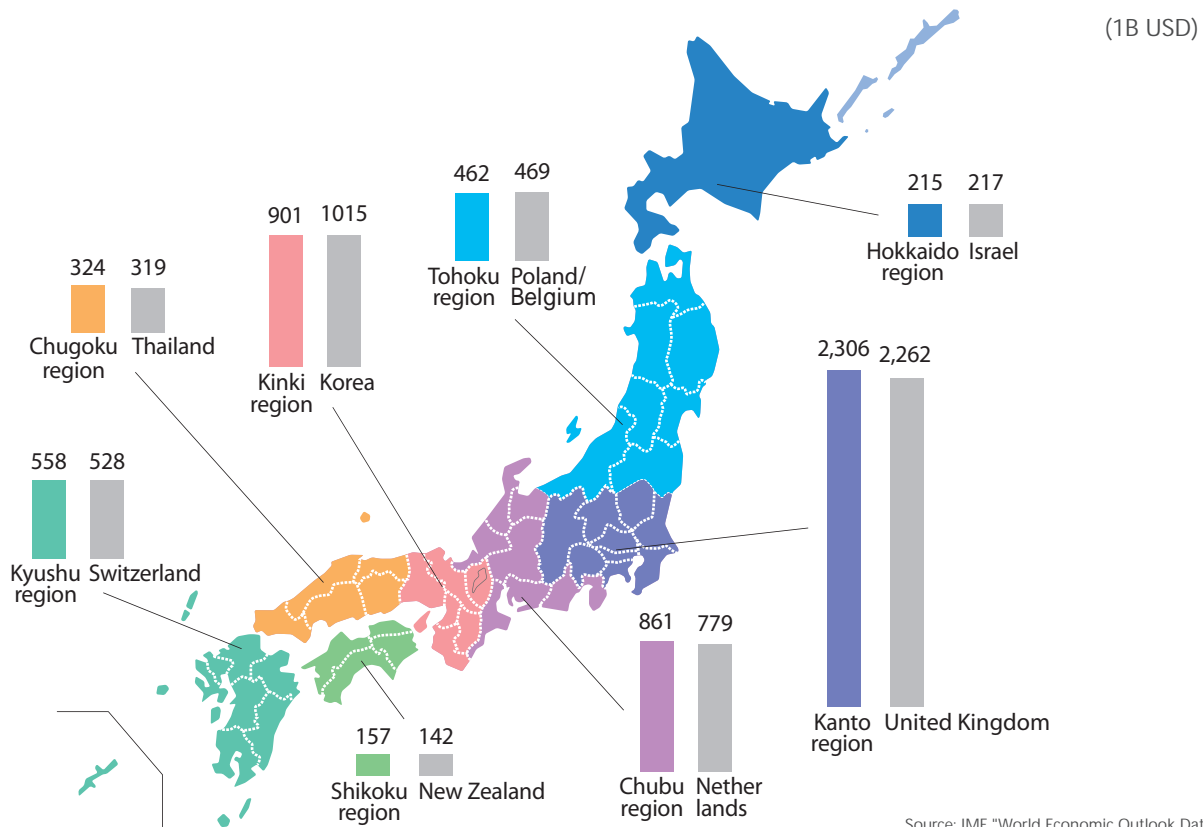 (1B USD)
215
217
Hokkaido
region
Israel
462
469
Tohoku
region
Poland/
Belgium
901
1015
Kinki
region
Korea
324
319
Chugoku
region
Thailand
2,306
2,262
Kanto
region
United Kingdom
558
528
Kyushu
region
Switzerland
861
779
Chubu
region
Nether
lands
157
142
Shikoku
region
New Zealand
Source: IMF "World Economic Outlook Dat